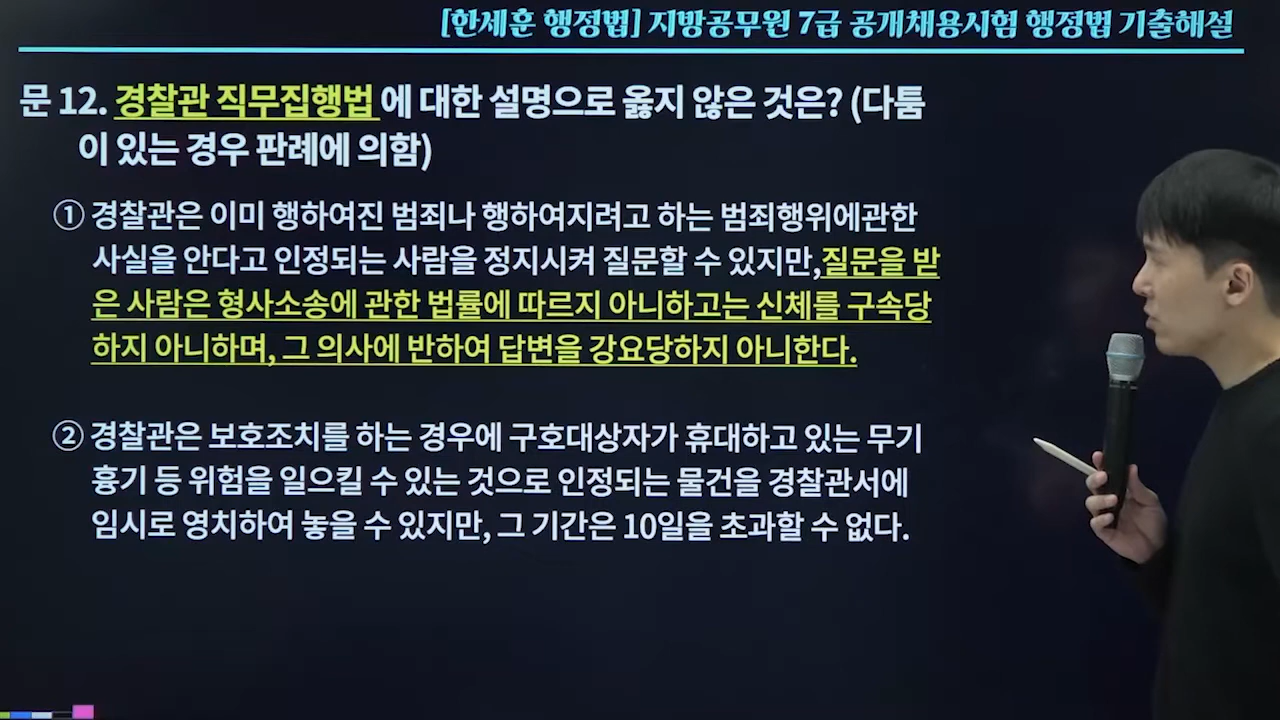 [한세훈 행정법] 지방공무원 7급 공개채용시험 행정법 기출해설
문 12. 경찰관 직무집행법 에 대한 설명으로 옳지 않은 것은? (다툼
이 있는 경우 판례에 의함)
① 경찰관은 이미 행하여진 범죄나 행하여지려고 하는 범죄행위에관한
사실을 안다고 인정되는 사람을 정지시켜 질문할 수 있지만,질문을 받
은 사람은 형사소송에 관한 법률에 따르지 아니하고는 신체를 구속당
하지 아니하며, 그 의사에 반하여 답변을 강요당하지 아니한다.
② 경찰관은 보호조치를 하는 경우에 구호대상자가 휴대하고 있는 무기
흉기 등 위험을 일으킬 수 있는 것으로 인정되는 물건을 경찰관서에
임시로 영치하여 놓을 수 있지만, 그 기간은 10일을 초과할 수 없다.